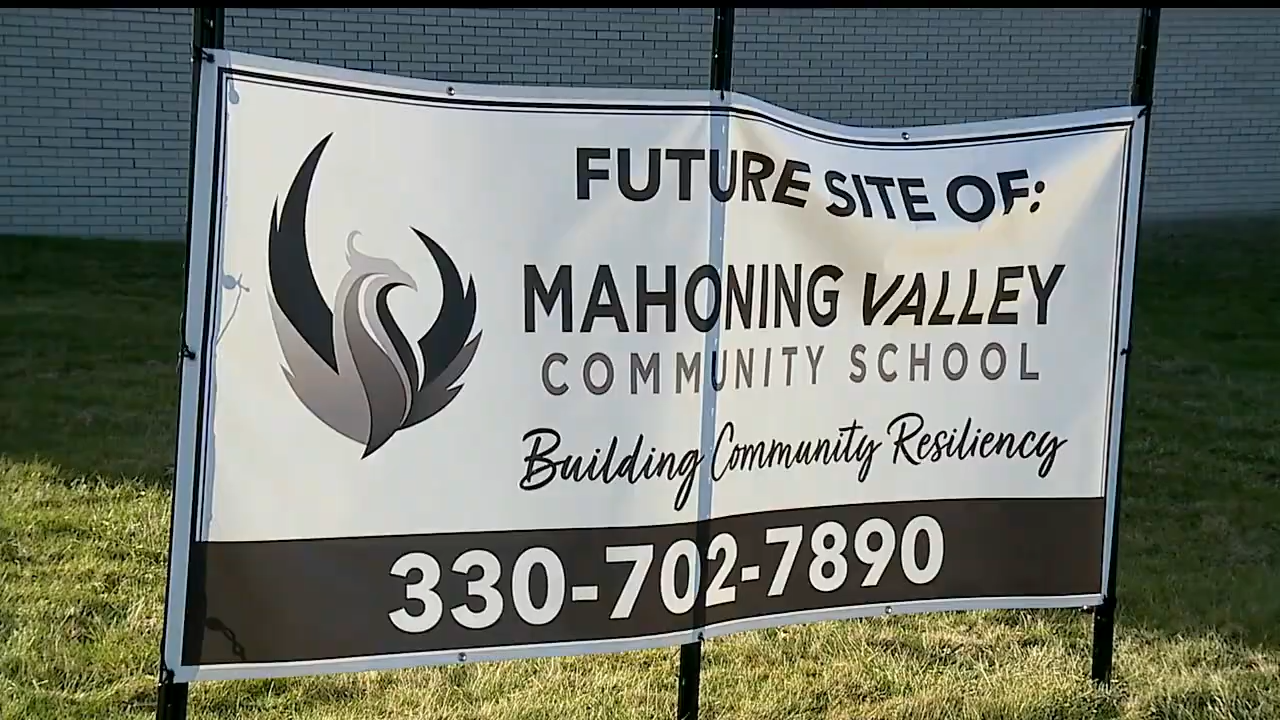 FUTURE SITE OF:
MAHONING VALLEY
COMMUNITY SCHOOL
Building Community Resiliency
330-702-7890